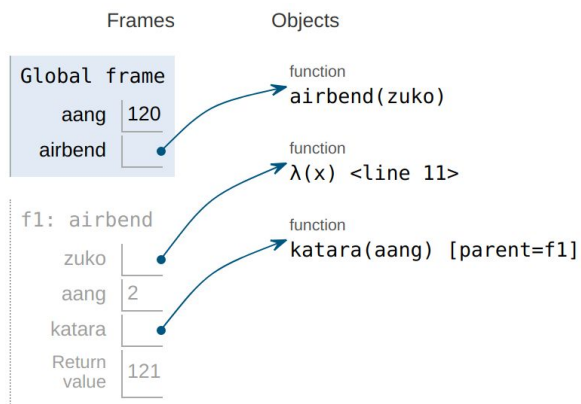 Frames Objects
Global frame
aang 120
airbend
function
airbend(zuko)
function
λ(x) <line 11>
function
katara(aang) [parent=f1]
f1: airbend
zuko
aang 2
katara
Return
value 121